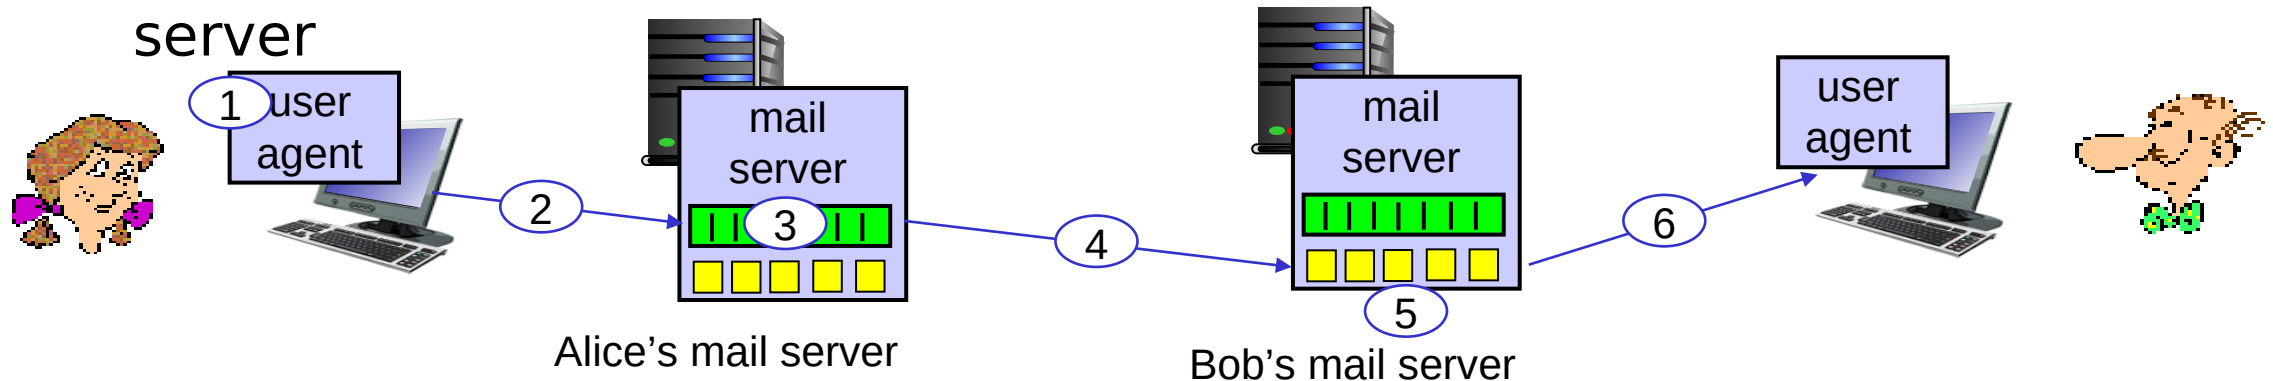 server
1
user
agent
2
mail
server
3
Alice’s mail server
4
mail
server
5
Bob’s mail server
6
user
agent